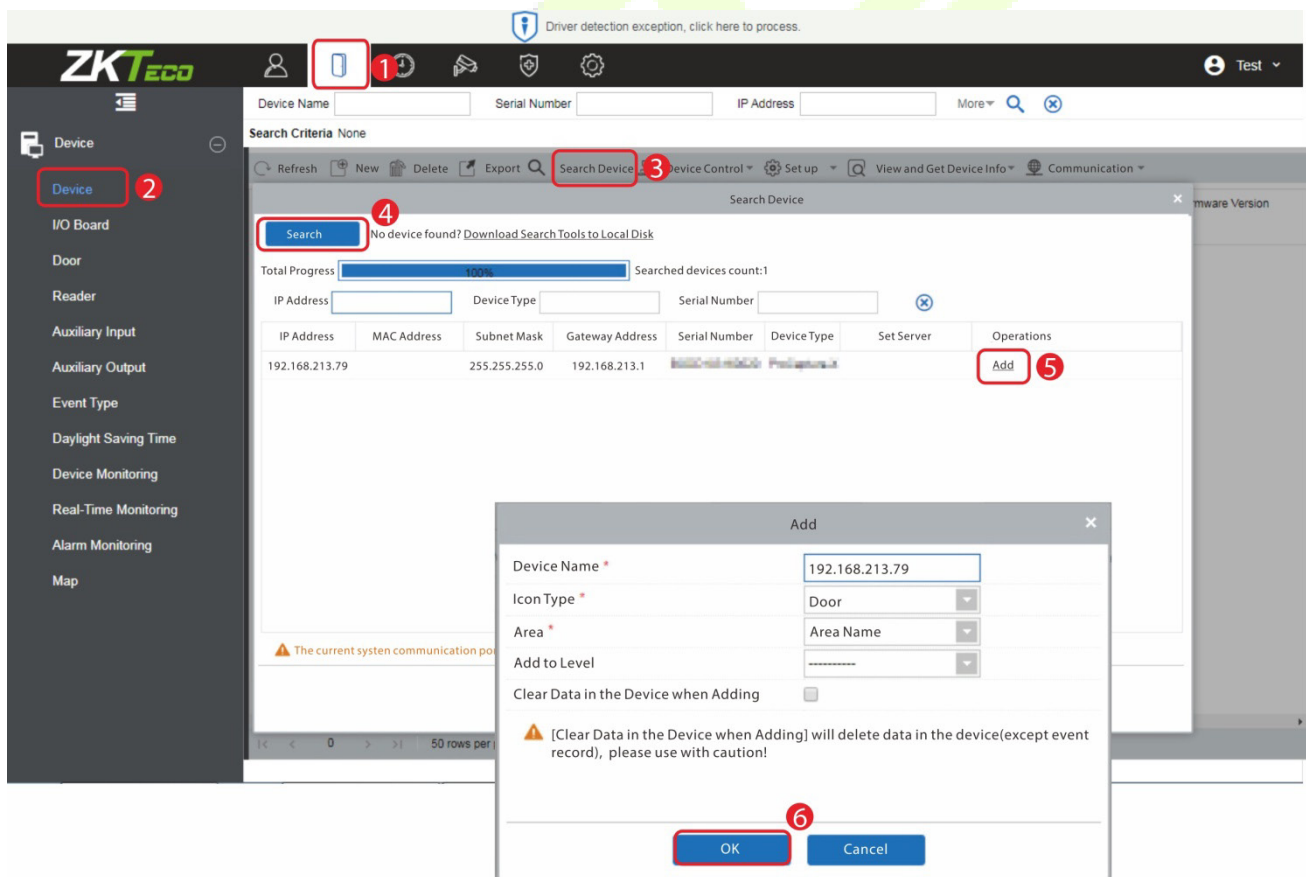 Driver detection exception, click here to process.
ZKTECO
1
Test
Device Name Serial Number IP Address More
Search Criteria None
Device
Refresh New Delete Export Search Device 3 Device Control Set up View and Get Device Info Communication
Device 2
Search Device
mware Version
I/O Board
4
Search No device found? Download Search Tools to Local Disk
Door
Total Progress 100% Searched devices count:1
Reader
IP Address Device Type Serial Number
Auxiliary Input
IP Address MAC Address Subnet Mask Gateway Address Serial Number Device Type Set Server Operations
Auxiliary Output
192.168.213.79 255.255.255.0 192.168.213.1 Add 5
Event Type
Daylight Saving Time
Device Monitoring
Real-Time Monitoring
Alarm Monitoring
Map
Add
Device Name * 192.168.213.79
Icon Type * Door
Area * Area Name
The current systen communication po
Add to Level ----------
Clear Data in the Device when Adding
[Clear Data in the Device when Adding] will delete data in the device(except event
record), please use with caution!
0 50 rows per
6
OK Cancel